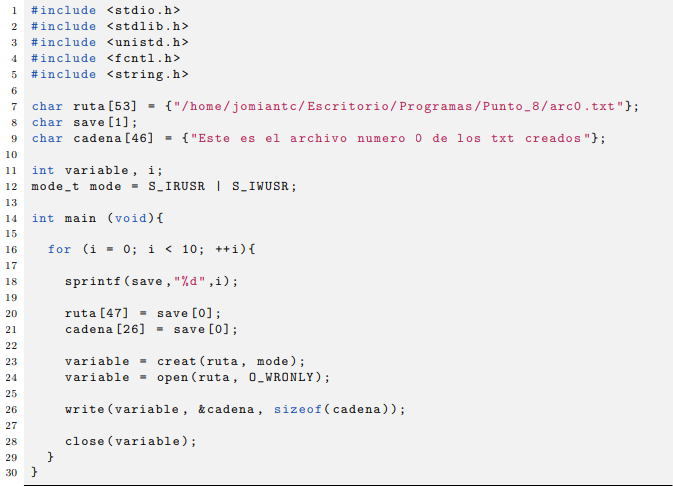 1 #include <stdio.h>
2 #include <stdlib.h>
3 #include <unistd.h>
4 #include <fcntl.h>
5 #include <string.h>
6
7 char ruta[53] = {"/home/jomiantc/Escritorio/Programas/Punto_8/arc0.txt"};
8 char save[1];
9 char cadena[46] = {"Este es el archivo numero 0 de los txt creados"};
10
11 int variable, i;
12 mode_t mode = S_IRUSR | S_IWUSR;
13
14 int main (void){
15
16 for (i = 0; i < 10; ++i){
17
18 sprintf(save,"%d",i);
19
20 ruta[47] = save[0];
21 cadena[26] = save[0];
22
23 variable = creat(ruta, mode);
24 variable = open(ruta, O_WRONLY);
25
26 write(variable, &cadena, sizeof(cadena));
27
28 close(variable);
29 }
30 }